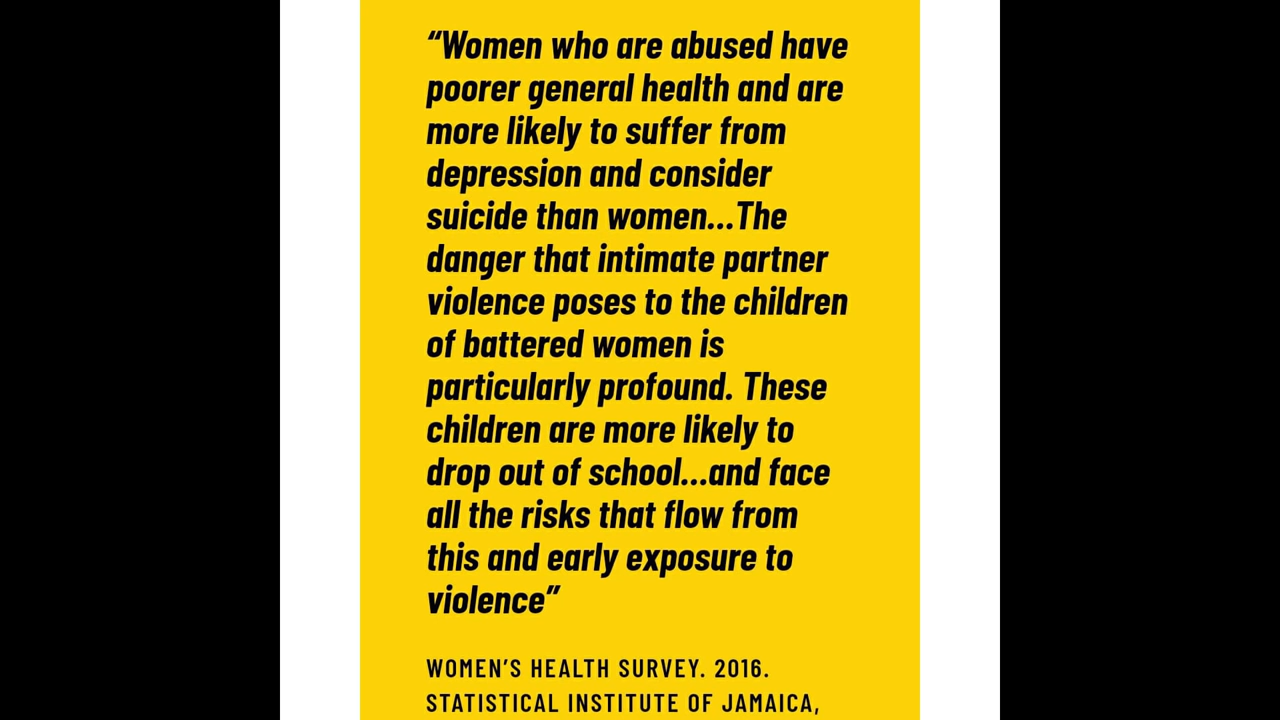 “Women who are abused have
poorer general health and are
more likely to suffer from
depression and consider
suicide than women...The
danger that intimate partner
violence poses to the children
of battered women is
particularly profound. These
children are more likely to
drop out of school...and face
all the risks that flow from
this and early exposure to
violence”
WOMEN’S HEALTH SURVEY. 2016.
STATISTICAL INSTITUTE OF JAMAICA,